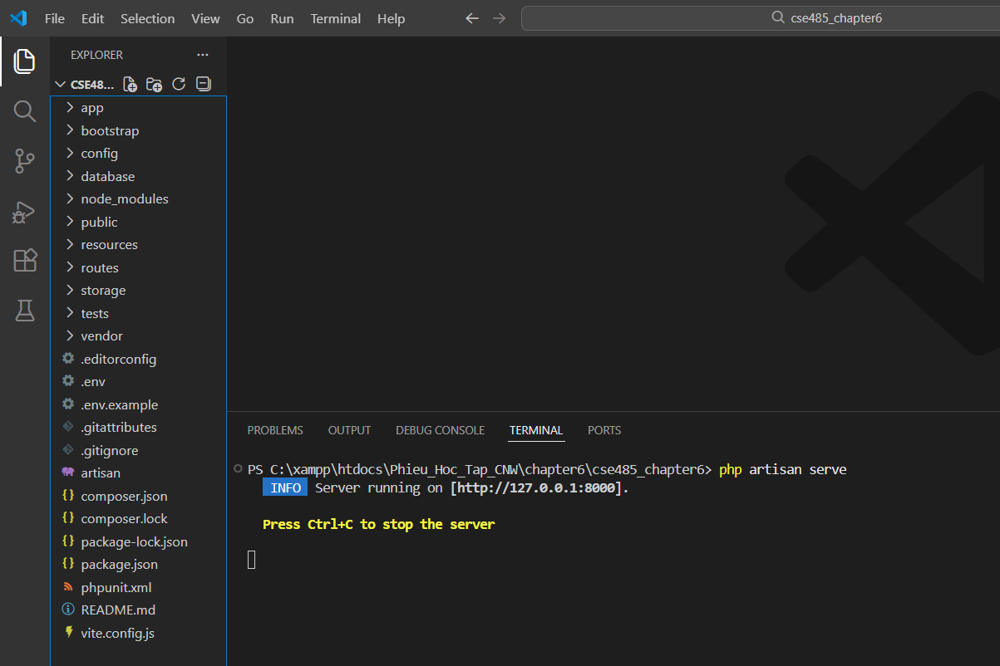 File Edit Selection View Go Run Terminal Help
cse485_chapter6
EXPLORER
CSE48...
app
bootstrap
config
database
node_modules
public
resources
routes
storage
tests
vendor
.editorconfig
.env
.env.example
.gitattributes
.gitignore
artisan
composer.json
composer.lock
package-lock.json
package.json
phpunit.xml
README.md
vite.config.js
PROBLEMS OUTPUT DEBUG CONSOLE TERMINAL PORTS
PS C:\xampp\htdocs\Phieu_Hoc_Tap_CNW\chapter6\cse485_chapter6> php artisan serve
INFO Server running on [http://127.0.0.1:8000].
Press Ctrl+C to stop the server